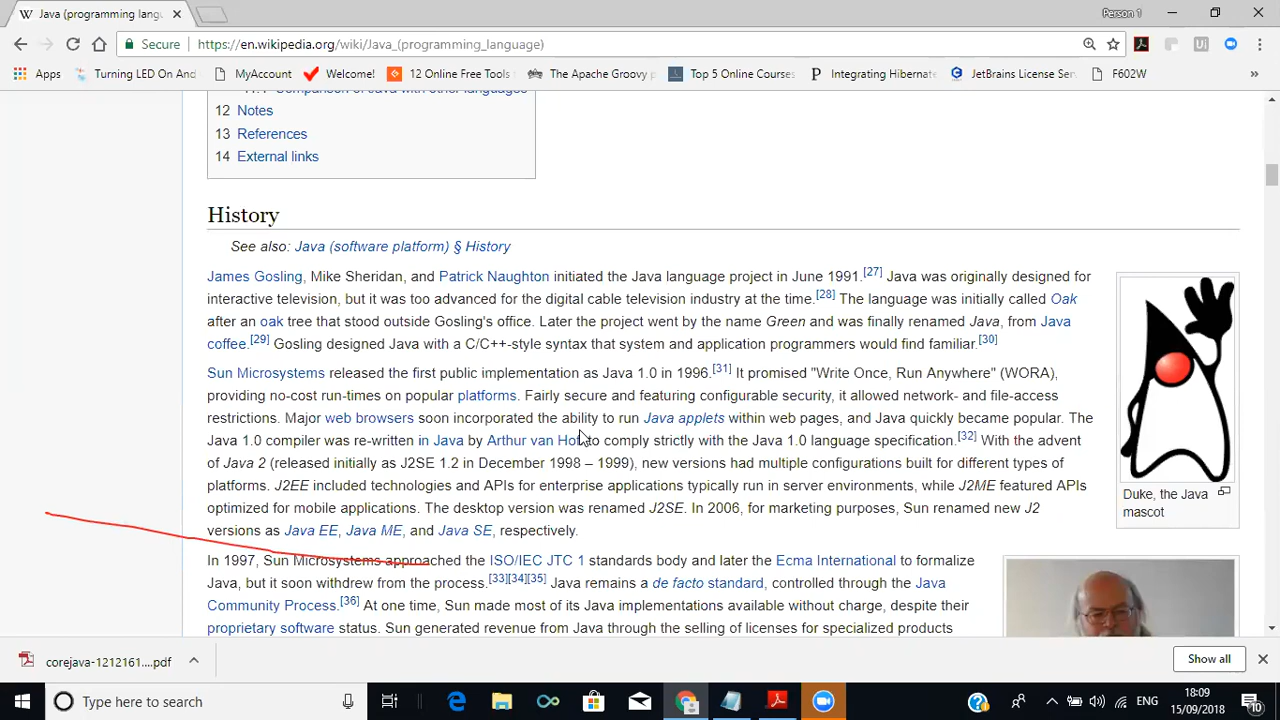 Java (programming lang
Person 1
Secure
https://en.wikipedia.org/wiki/Java_(programming_language)
Apps
Turning LED On And
MyAccount
Welcome!
12 Online Free Tools
The Apache Groovy p
Top 5 Online Courses
Integrating Hibernate
JetBrains License Serv
F602W
11.1 Comparison of Java with other languages
12 Notes
13 References
14 External links
History
See also: Java (software platform) § History
James Gosling, Mike Sheridan, and Patrick Naughton initiated the Java language project in June 1991.[27] Java was originally designed for
interactive television, but it was too advanced for the digital cable television industry at the time.[28] The language was initially called Oak
after an oak tree that stood outside Gosling's office. Later the project went by the name Green and was finally renamed Java, from Java
coffee.[29] Gosling designed Java with a C/C++-style syntax that system and application programmers would find familiar.[30]
Sun Microsystems released the first public implementation as Java 1.0 in 1996.[31] It promised "Write Once, Run Anywhere" (WORA),
providing no-cost run-times on popular platforms. Fairly secure and featuring configurable security, it allowed network- and file-access
restrictions. Major web browsers soon incorporated the ability to run Java applets within web pages, and Java quickly became popular. The
Java 1.0 compiler was re-written in Java by Arthur van Hoff to comply strictly with the Java 1.0 language specification.[32] With the advent
of Java 2 (released initially as J2SE 1.2 in December 1998 – 1999), new versions had multiple configurations built for different types of
platforms. J2EE included technologies and APIs for enterprise applications typically run in server environments, while J2ME featured APIs
optimized for mobile applications. The desktop version was renamed J2SE. In 2006, for marketing purposes, Sun renamed new J2
versions as Java EE, Java ME, and Java SE, respectively.
Duke, the Java
mascot
In 1997, Sun Microsystems approached the ISO/IEC JTC 1 standards body and later the Ecma International to formalize
Java, but it soon withdrew from the process.[33][34][35] Java remains a de facto standard, controlled through the Java
Community Process.[36] At one time, Sun made most of its Java implementations available without charge, despite their
proprietary software status. Sun generated revenue from Java through the selling of licenses for specialized products
corejava-1212161....pdf
Show all
Type here to search
ENG
18:09
15/09/2018
10